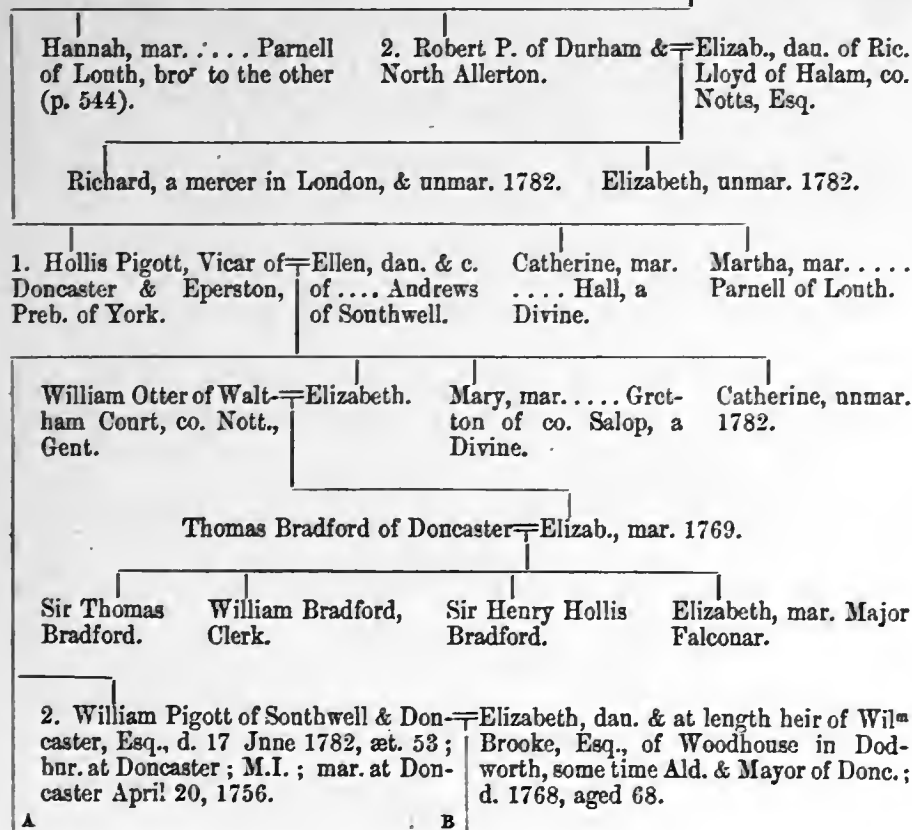 Hannah, mar. .·. . . . Parnell
of Louth, broʳ to the other
(p. 544).
2. Robert P. of Durham &
North Allerton.
Elizab., dau. of Ric.
Lloyd of Halam, co.
Notts, Esq.
Richard, a mercer in London, & unmar. 1782.
Elizabeth, unmar. 1782.
1. Hollis Pigott, Vicar of
Doncaster & Eperston,
Preb. of York.
Ellen, dau. & c.
of .... Andrews
of Southwell.
Catherine, mar.
.... Hall, a
Divine.
Martha, mar. .....
Parnell of Louth.
William Otter of Walt-
ham Court, co. Nott.,
Gent.
Elizabeth.
Mary, mar. ..... Gret-
ton of co. Salop, a
Divine.
Catherine, unmar.
1782.
Thomas Bradford of Doncaster
Elizab., mar. 1769.
Sir Thomas
Bradford.
William Bradford,
Clerk.
Sir Henry Hollis
Bradford.
Elizabeth, mar. Major
Falconar.
2. William Pigott of Southwell & Don-
caster, Esq., d. 17 June 1782, æt. 53;
bur. at Doncaster; M.I.; mar. at Don-
caster April 20, 1756.
Elizabeth, dau. & at length heir of Wilᵐ
Brooke, Esq., of Woodhouse in Dod-
worth, some time Ald. & Mayor of Donc.;
d. 1768, aged 68.
A
B